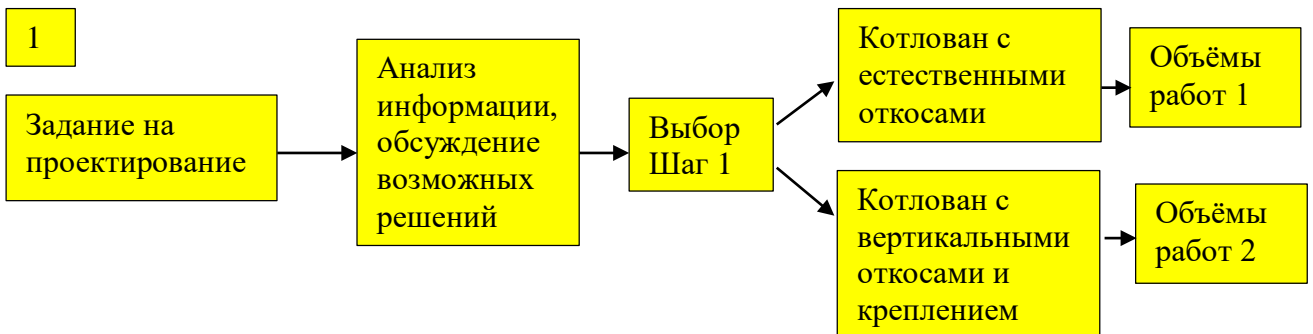 1
Задание на
проектирование
Анализ
информации,
обсуждение
возможных
решений
Выбор
Шаг 1
Котлован с
естественными
откосами
Объёмы
работ 1
Котлован с
вертикальными
откосами и
креплением
Объёмы
работ 2